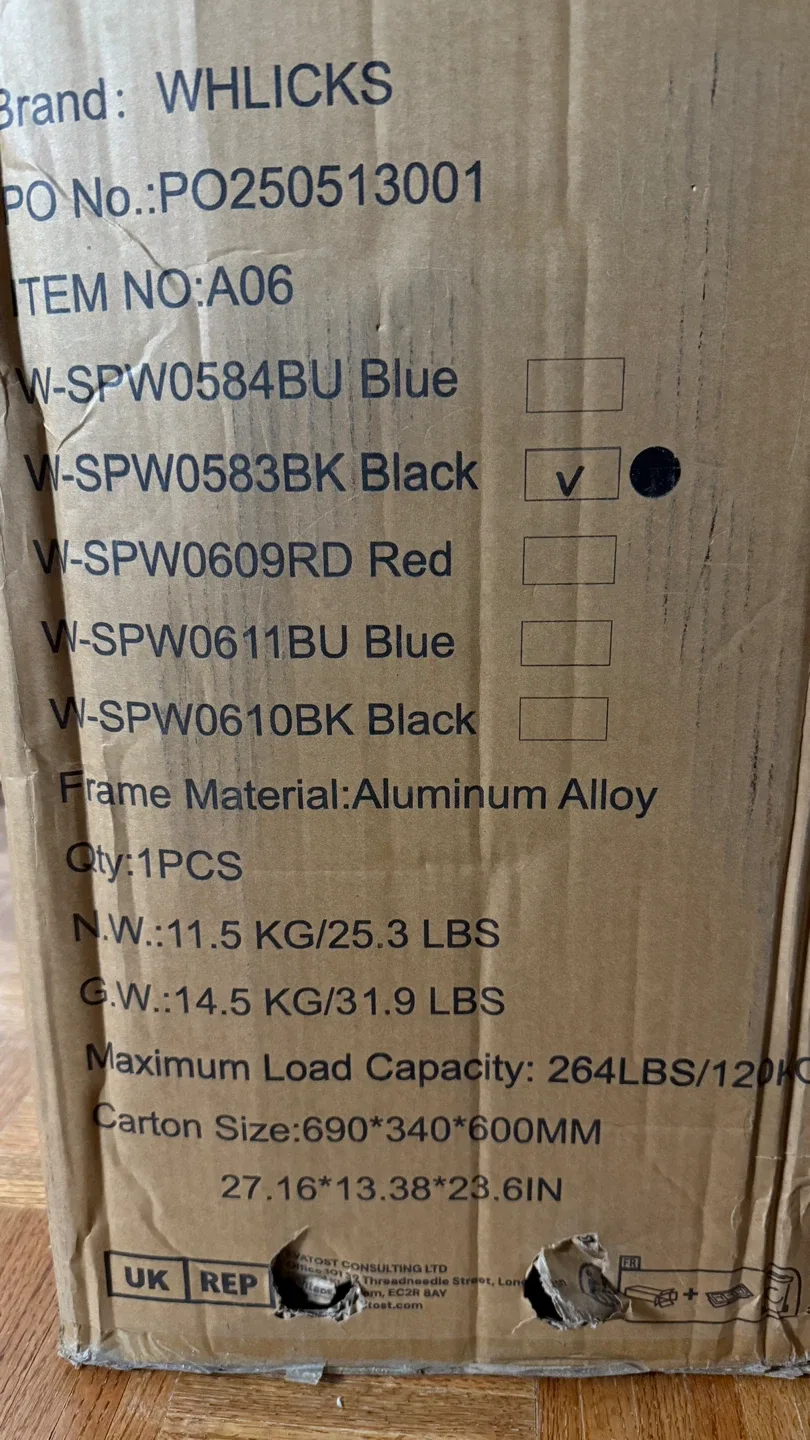 Brand: WHLICKS
PO No.:PO250513001
ITEM NO:A06
W-SPW0584BU Blue
W-SPW0583BK Black V
W-SPW0609RD Red
W-SPW0611BU Blue
W-SPW0610BK Black
Frame Material:Aluminum Alloy
Qty:1PCS
N.W.:11.5 KG/25.3 LBS
G.W.:14.5 KG/31.9 LBS
Maximum Load Capacity: 264LBS/120KG
Carton Size:690*340*600MM
27.16*13.38*23.6IN
UK REP
CONSULTING LTD
Threadneedle Street,
EC2R 8AY
FR
+